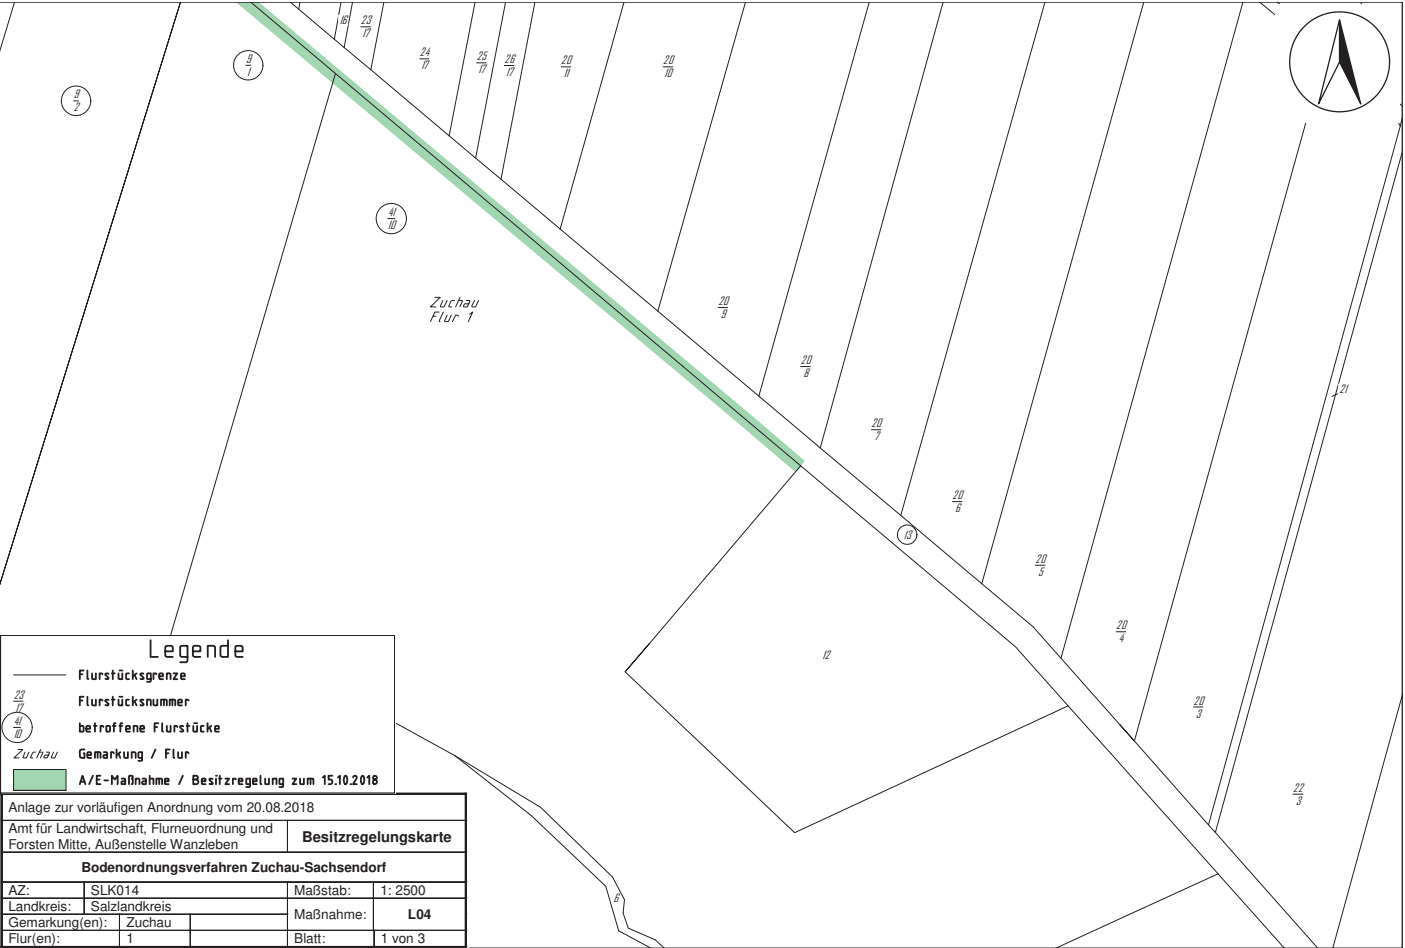 16
23
17
24
17
25
17
26
17
20
11
20
10
9
1
9
2
41
10
Zuchau
Flur 1
20
9
20
8
20
7
20
6
13
20
5
20
4
20
3
21
22
3
12
6
Legende
Flurstücksgrenze
23
17
Flurstücksnummer
41
10
betroffene Flurstücke
Zuchau Gemarkung / Flur
A/E-Maßnahme / Besitzregelung zum 15.10.2018
Anlage zur vorläufigen Anordnung vom 20.08.2018
Amt für Landwirtschaft, Flurneuordnung und
Forsten Mitte, Außenstelle Wanzleben
Besitzregelungskarte
Bodenordnungsverfahren Zuchau-Sachsendorf
AZ: SLK014 Maßstab: 1: 2500
Landkreis: Salzlandkreis
Maßnahme: L04
Gemarkung(en): Zuchau
Flur(en): 1 Blatt: 1 von 3